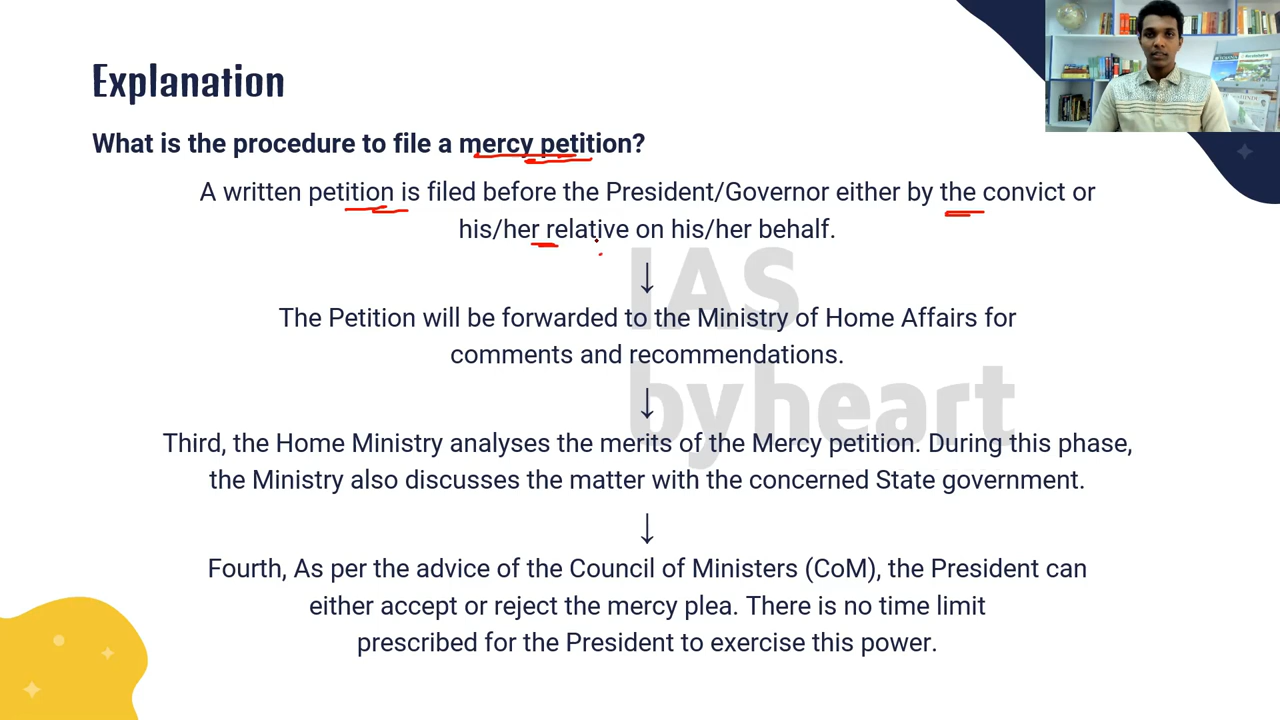 Explanation
What is the procedure to file a mercy petition?
A written petition is filed before the President/Governor either by the convict or
his/her relative on his/her behalf.
↓
The Petition will be forwarded to the Ministry of Home Affairs for
comments and recommendations.
↓
Third, the Home Ministry analyses the merits of the Mercy petition. During this phase,
the Ministry also discusses the matter with the concerned State government.
↓
Fourth, As per the advice of the Council of Ministers (CoM), the President can
either accept or reject the mercy plea. There is no time limit
prescribed for the President to exercise this power.
IAS
byheart